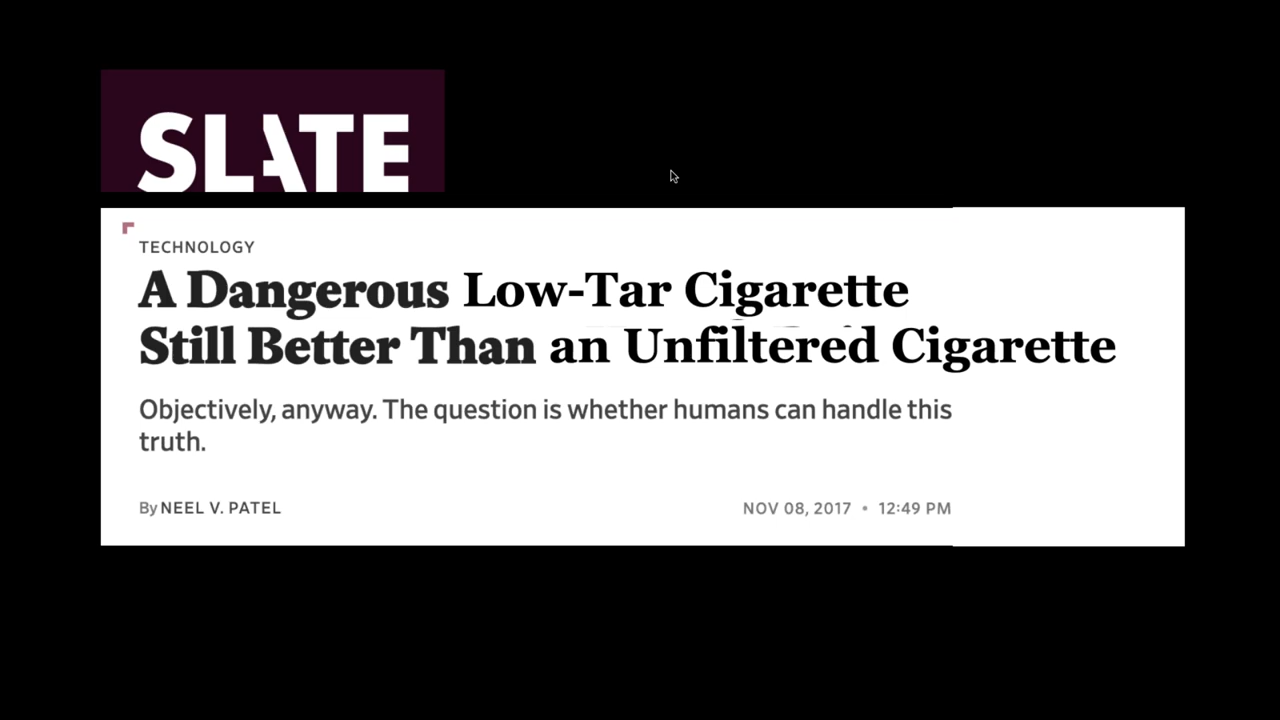 SLATE
TECHNOLOGY
A Dangerous Low-Tar Cigarette
Still Better Than an Unfiltered Cigarette
Objectively, anyway. The question is whether humans can handle this
truth.
By NEEL V. PATEL NOV 08, 2017 • 12:49 PM